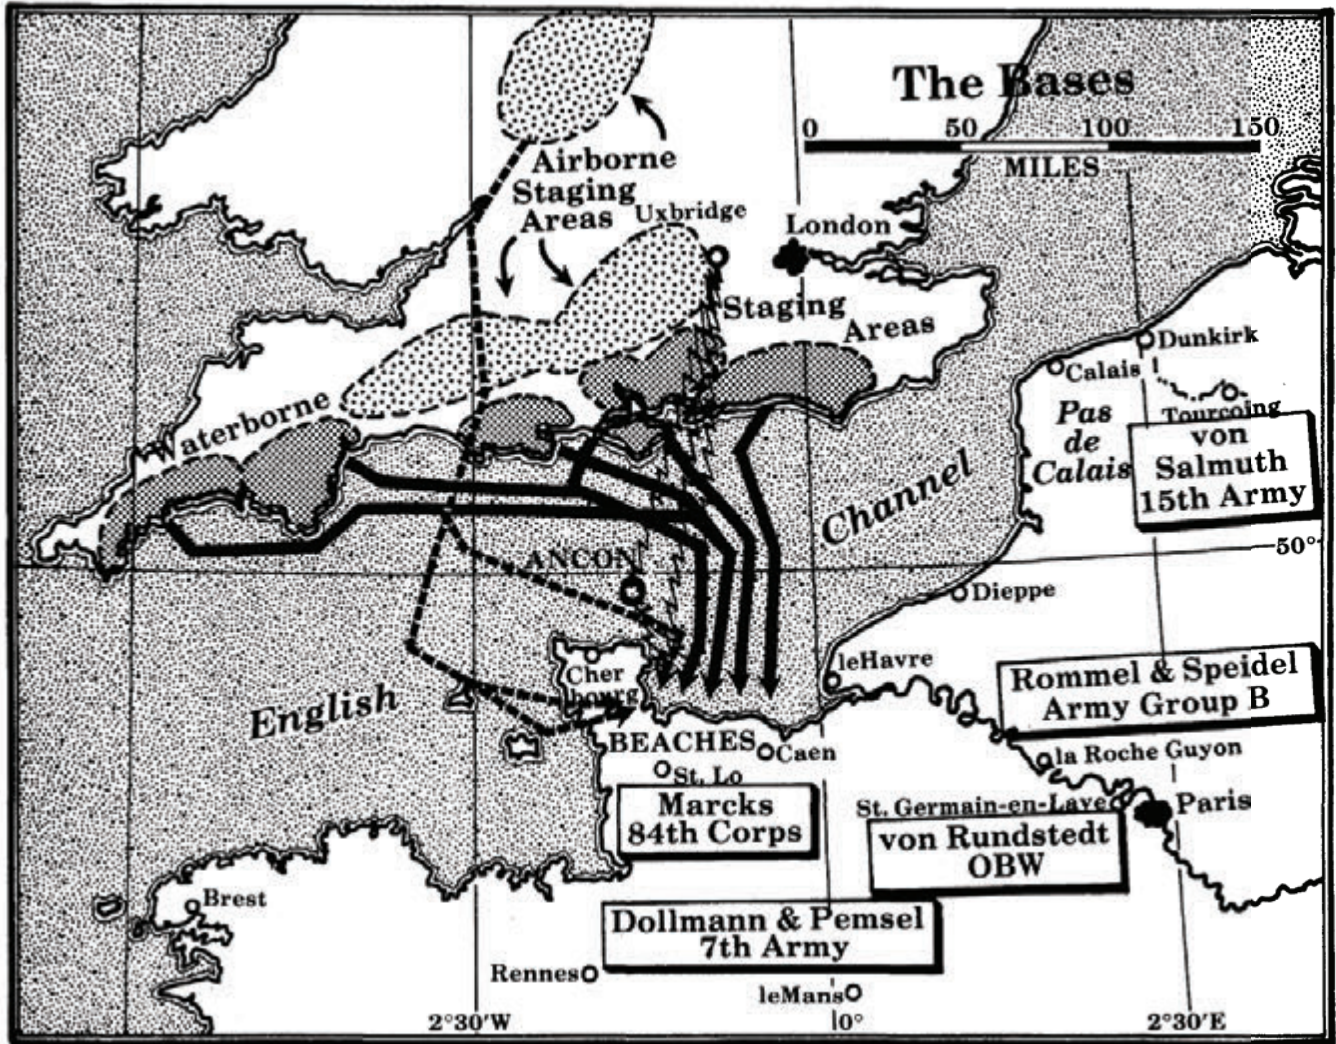 The Bases
0 50 100 150
MILES
Airborne
Staging
Areas
Uxbridge
London
Staging
Areas
Waterborne
Dunkirk
Calais
Tourcoing
Pas
de
Calais
von
Salmuth
15th Army
Channel
50°
ANCON
Dieppe
Cher
bourg
leHavre
Rommel & Speidel
Army Group B
English
BEACHES
Caen
la Roche Guyon
St. Lo
Marcks
84th Corps
St. Germain-en-Laye
Paris
von Rundstedt
OBW
Brest
Dollmann & Pemsel
7th Army
Rennes
leMans
2°30′W
0°
2°30′E